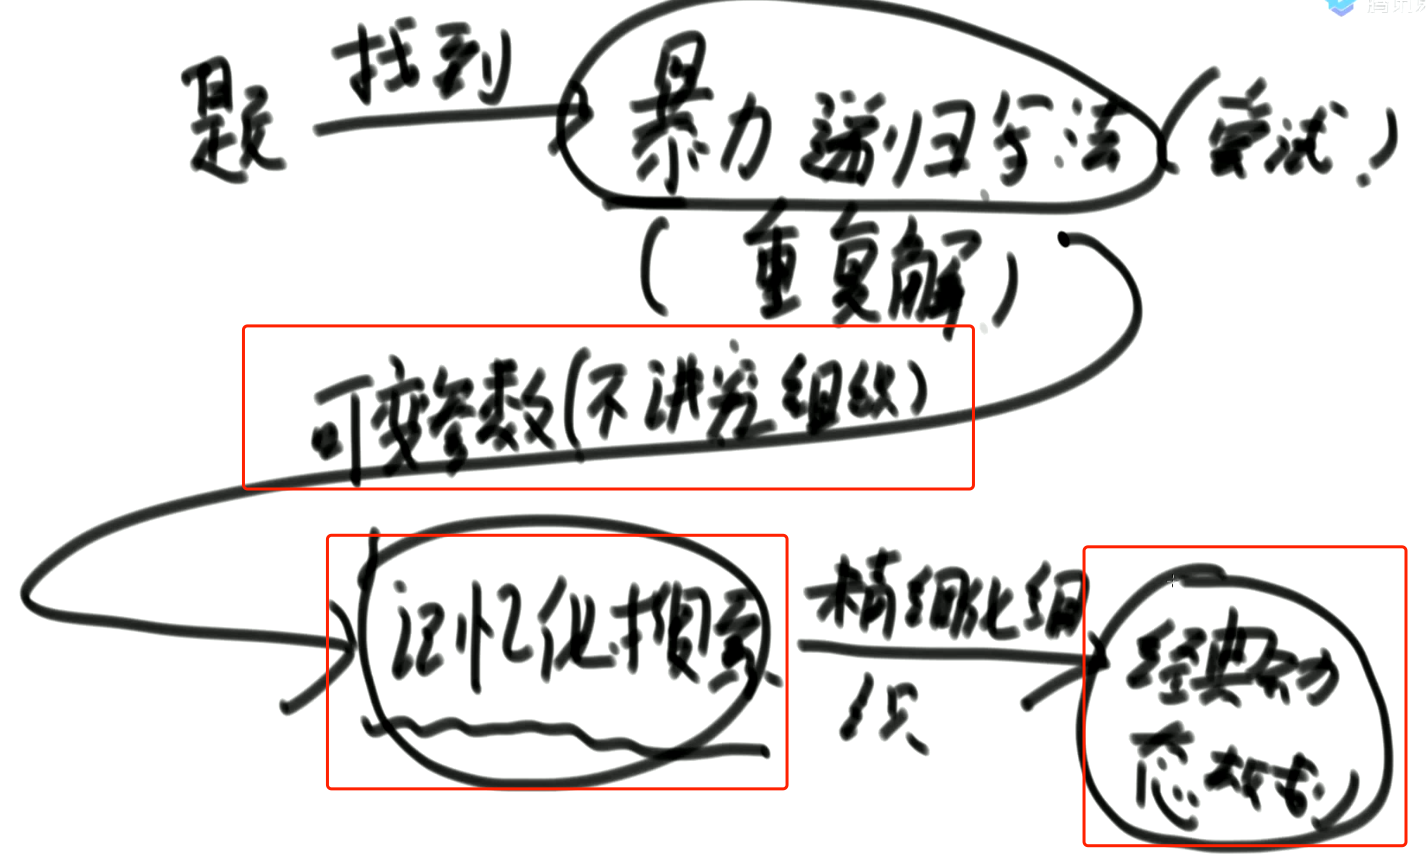 题 找到 暴力递归写法 (尝试)
(重复解)
可变参数(不讲究组织)
记忆化搜索 精细化组
织
经典动
态规划